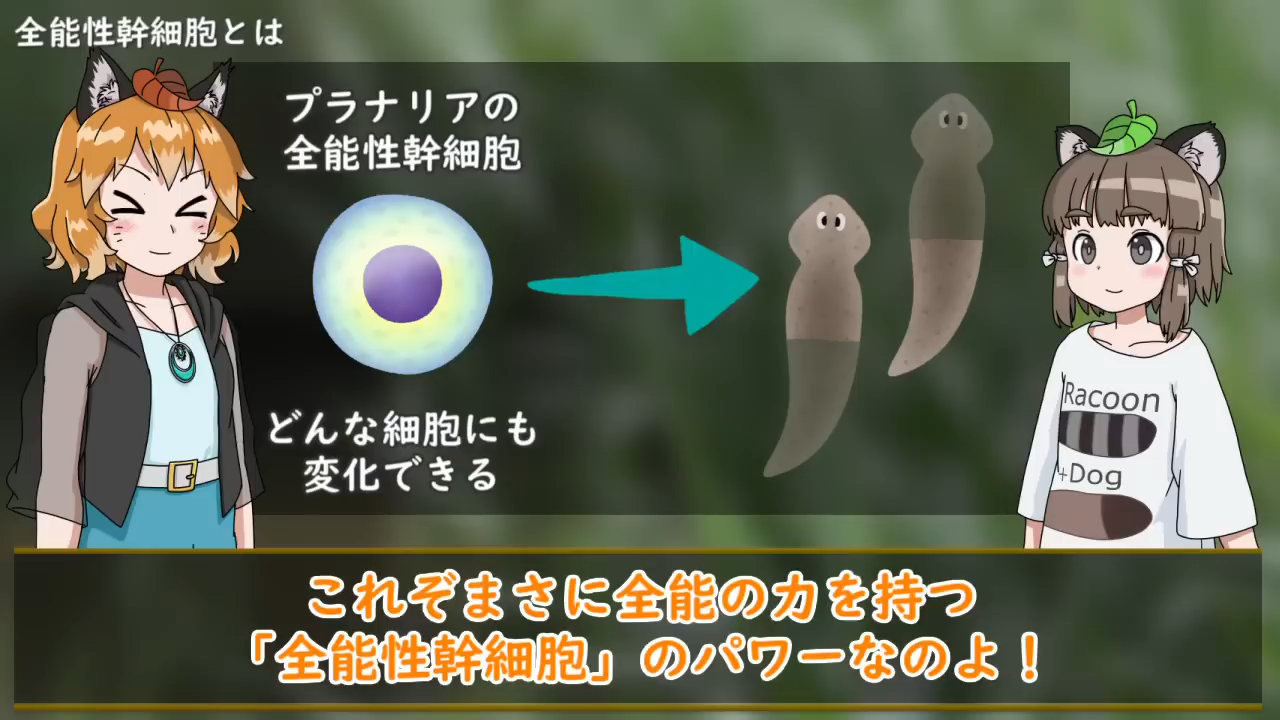 全能性幹細胞とは
プラナリアの
全能性幹細胞
どんな細胞にも
変化できる
Racoon
+Dog
これぞまさに全能の力を持つ
「全能性幹細胞」のパワーなのよ！